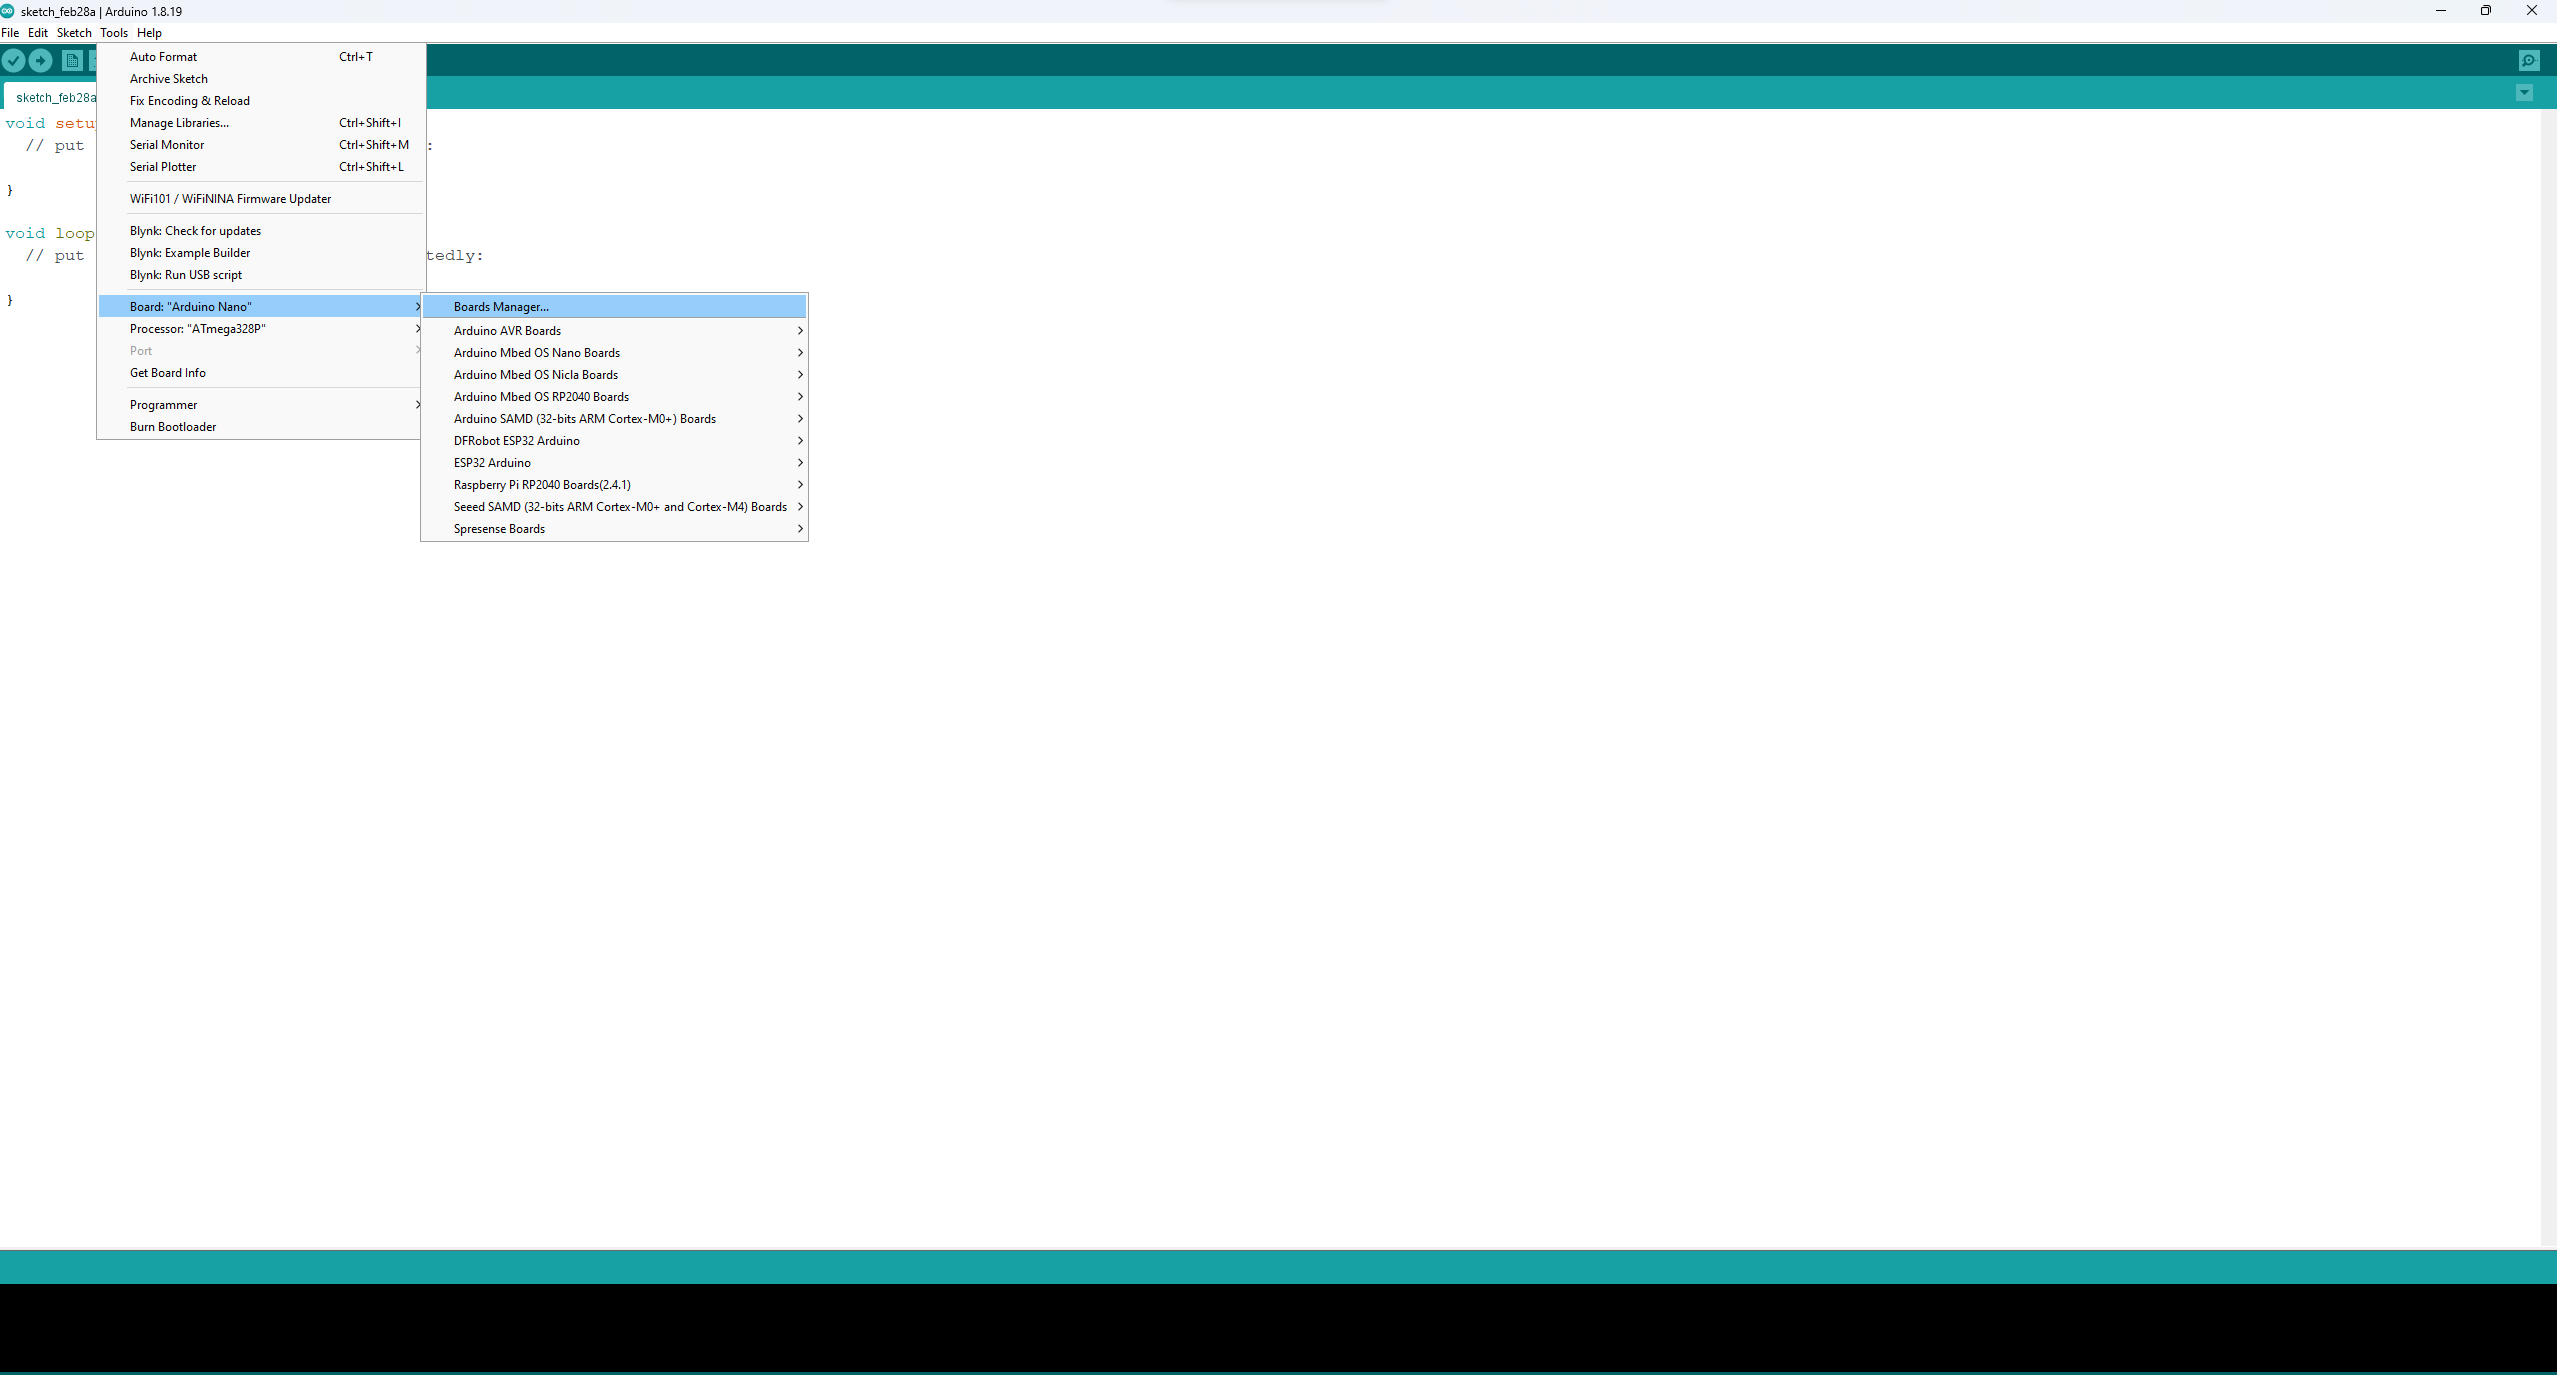 sketch_feb28a | Arduino 1.8.19
File Edit Sketch Tools Help
sketch_feb28a
void setu
// put
:
}
void loop
// put
tedly:
}
Auto Format Ctrl+T
Archive Sketch
Fix Encoding & Reload
Manage Libraries... Ctrl+Shift+I
Serial Monitor Ctrl+Shift+M
Serial Plotter Ctrl+Shift+L
WiFi101 / WiFiNINA Firmware Updater
Blynk: Check for updates
Blynk: Example Builder
Blynk: Run USB script
Board: "Arduino Nano"
Processor: "ATmega328P"
Port
Get Board Info
Programmer
Burn Bootloader
Boards Manager...
Arduino AVR Boards
Arduino Mbed OS Nano Boards
Arduino Mbed OS Nicla Boards
Arduino Mbed OS RP2040 Boards
Arduino SAMD (32-bits ARM Cortex-M0+) Boards
DFRobot ESP32 Arduino
ESP32 Arduino
Raspberry Pi RP2040 Boards(2.4.1)
Seeed SAMD (32-bits ARM Cortex-M0+ and Cortex-M4) Boards
Spresense Boards